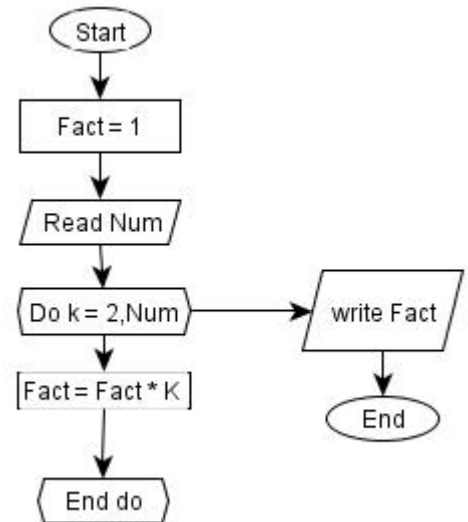 Start
Fact = 1
Read Num
Do k = 2,Num
write Fact
Fact = Fact * K
End
End do